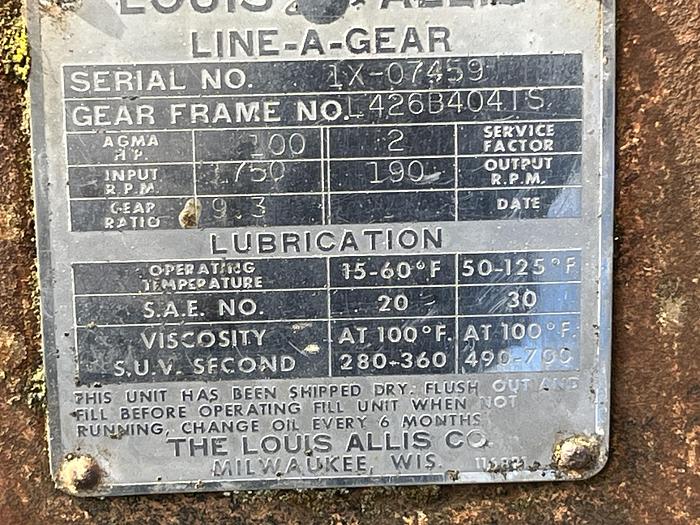 LOUIS ALLIS
LINE-A-GEAR
SERIAL NO. 1X-07459
GEAR FRAME NO. L426B404TS
AGMA H.P. 100 2 SERVICE FACTOR
INPUT R.P.M. 1750 190 OUTPUT R.P.M.
GEAR RATIO 9.3 DATE
LUBRICATION
OPERATING TEMPERATURE 15-60°F 50-125°F
S.A.E. NO. 20 30
VISCOSITY AT 100°F. AT 100°F.
S.U.V. SECOND 280-360 490-700
THIS UNIT HAS BEEN SHIPPED DRY. FLUSH OUT AND
FILL BEFORE OPERATING FILL UNIT WHEN NOT
RUNNING, CHANGE OIL EVERY 6 MONTHS
THE LOUIS ALLIS CO.
MILWAUKEE, WIS.